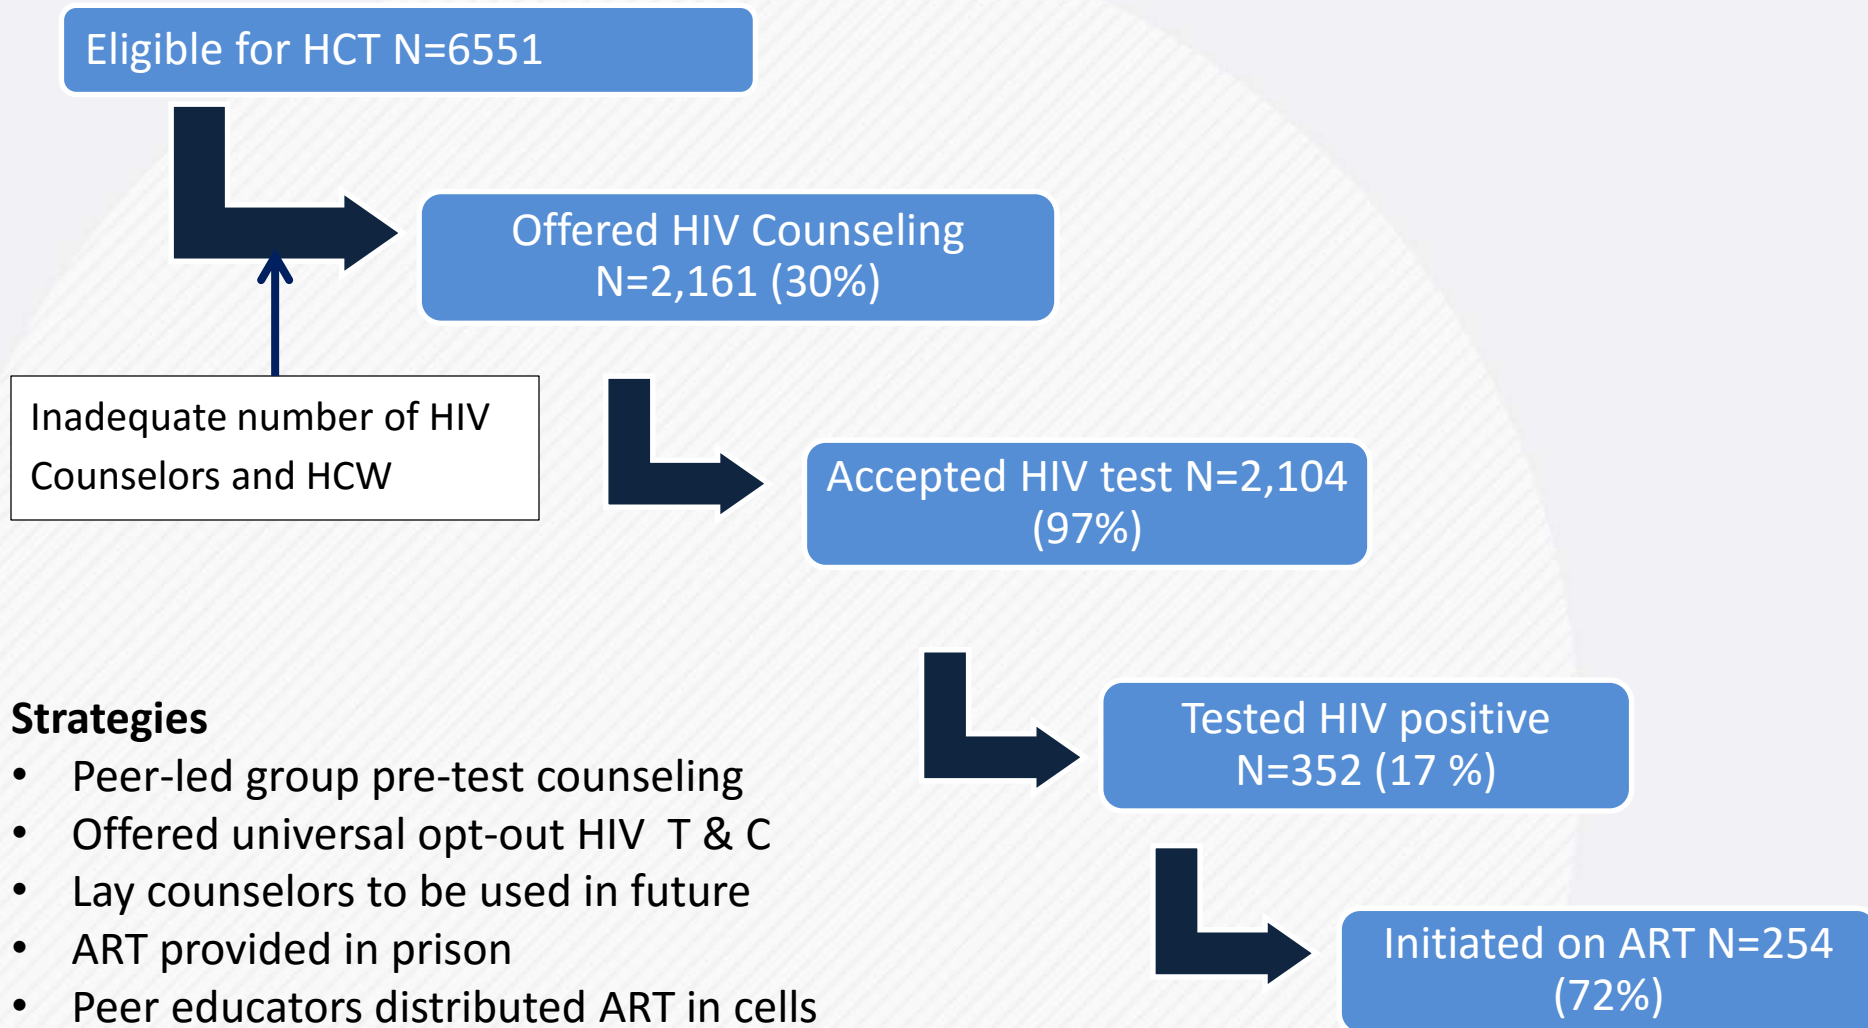 Eligible for HCT N=6551
Offered HIV Counseling
N=2,161 (30%)
Inadequate number of HIV
Counselors and HCW
Accepted HIV test N=2,104
(97%)
Tested HIV positive
N=352 (17 %)
Initiated on ART N=254
(72%)
Strategies
• Peer-led group pre-test counseling
• Offered universal opt-out HIV T & C
• Lay counselors to be used in future
• ART provided in prison
• Peer educators distributed ART in cells